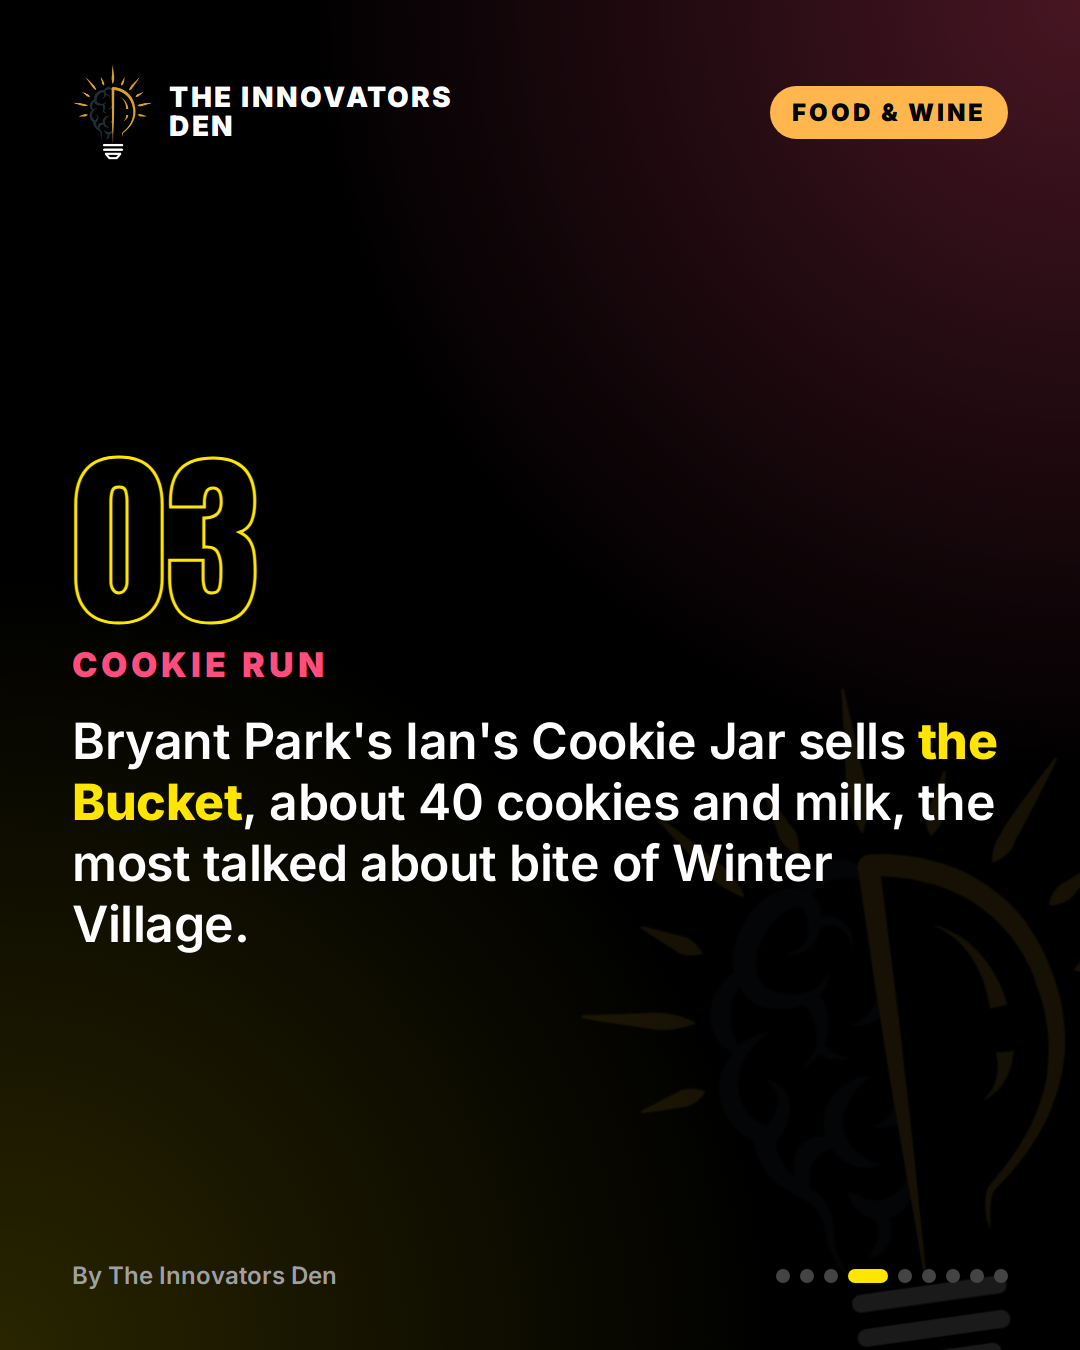 THE INNOVATORS
DEN
FOOD & WINE
03
COOKIE RUN
Bryant Park's Ian's Cookie Jar sells the
Bucket, about 40 cookies and milk, the
most talked about bite of Winter
Village.
By The Innovators Den